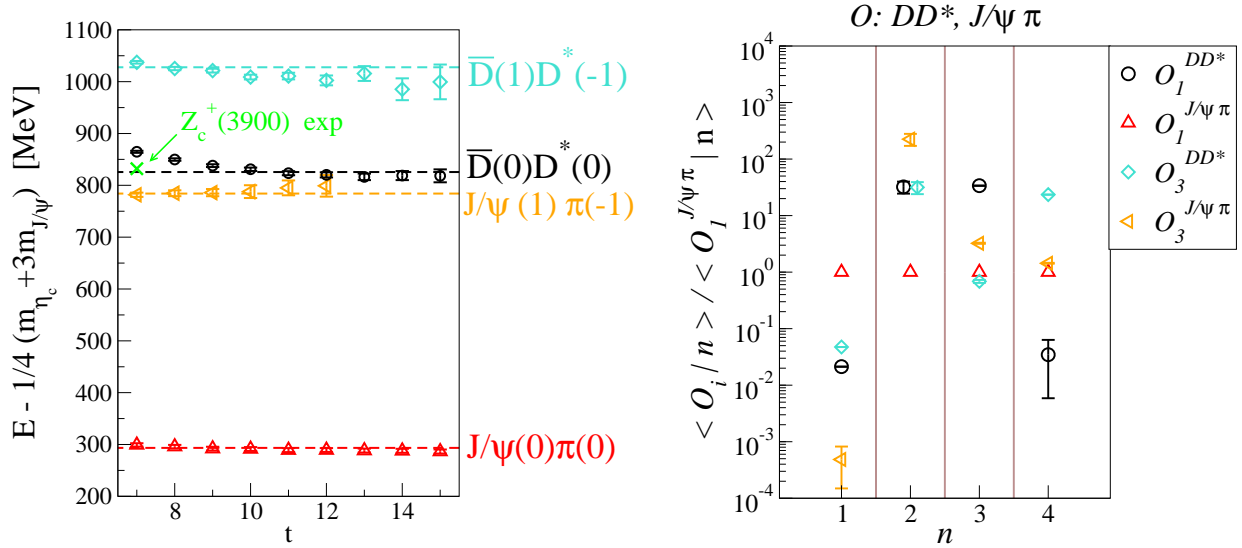 E - 1/4 (m_{η_c} +3m_{J/ψ}) [MeV]
1100
1000
900
800
700
600
500
400
300
200
8
10
12
14
t
Z_c^+(3900) exp
D̅(1)D^*(-1)
D̅(0)D^*(0)
J/ψ (1) π(-1)
J/ψ(0)π(0)
O: DD*, J/ψ π
< O_i | n > / < O_1^{J/ψ π} | n >
10^4
10^3
10^2
10^1
10^0
10^{-1}
10^{-2}
10^{-3}
10^{-4}
1
2
3
4
n
O_1^{DD*}
O_1^{J/ψ π}
O_3^{DD*}
O_3^{J/ψ π}